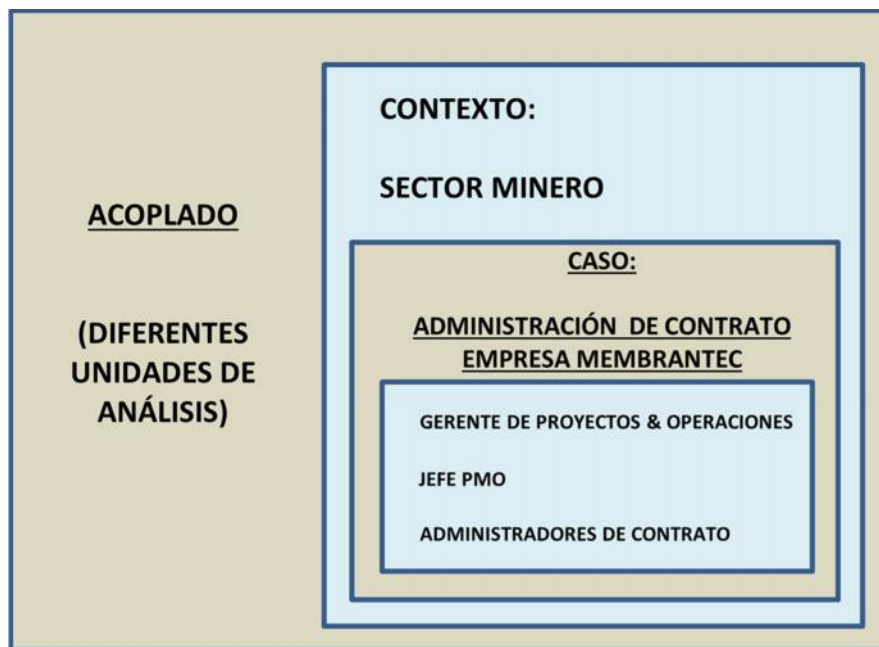 ACOPLADO
(DIFERENTES
UNIDADES DE
ANÁLISIS)
CONTEXTO:
SECTOR MINERO
CASO:
ADMINISTRACIÓN DE CONTRATO
EMPRESA MEMBRANTEC
GERENTE DE PROYECTOS & OPERACIONES
JEFE PMO
ADMINISTRADORES DE CONTRATO